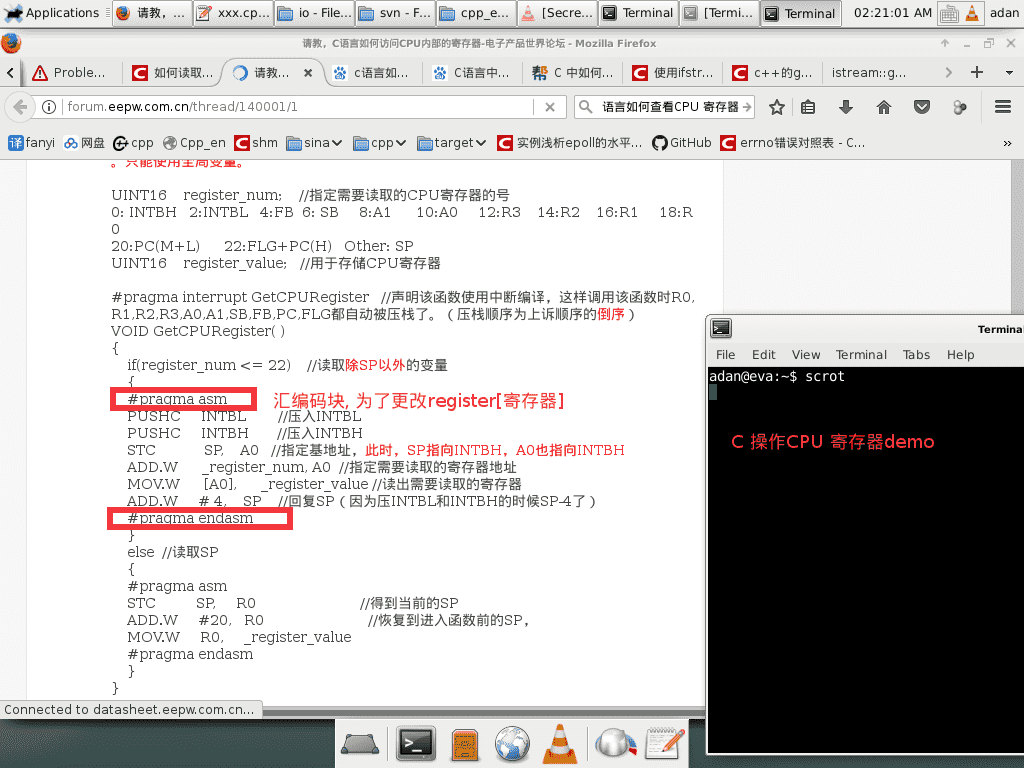 Applications
请教，...
xxx.cp...
io - File...
svn - F...
cpp_e...
[Secre...
Terminal
[Termi...
Terminal
02:21:01 AM
adan
请教，C语言如何访问CPU内部的寄存器-电子产品世界论坛 - Mozilla Firefox
Proble...
如何读取...
请教...
c语言如...
C语言中...
C 中如何...
使用ifstr...
c++的g...
istream::g...
forum.eepw.com.cn/thread/140001/1
语言如何查看CPU 寄存器
fanyi
网盘
cpp
Cpp_en
shm
sina
cpp
target
实例浅析epoll的水平...
GitHub
errno错误对照表 - C...
»
。只能使用全局变量。
UINT16 register_num; //指定需要读取的CPU寄存器的号
0: INTBH 2:INTBL 4:FB 6: SB 8:A1 10:A0 12:R3 14:R2 16:R1 18:R
0
20:PC(M+L) 22:FLG+PC(H) Other: SP
UINT16 register_value; //用于存储CPU寄存器
#pragma interrupt GetCPURegister //声明该函数使用中断编译，这样调用该函数时R0,
R1,R2,R3,A0,A1,SB,FB,PC,FLG都自动被压栈了。（压栈顺序为上诉顺序的倒序）
VOID GetCPURegister( )
{
if(register_num <= 22) //读取除SP以外的变量
{
#pragma asm
汇编码块, 为了更改register[寄存器]
PUSHC INTBL //压入INTBL
PUSHC INTBH //压入INTBH
STC SP, A0 //指定基地址，此时，SP指向INTBH，A0也指向INTBH
ADD.W _register_num, A0 //指定需要读取的寄存器地址
MOV.W [A0], _register_value //读出需要读取的寄存器
ADD.W # 4, SP //回复SP（因为压INTBL和INTBH的时候SP-4了）
#pragma endasm
}
else //读取SP
{
#pragma asm
STC SP, R0 //得到当前的SP
ADD.W #20, R0 //恢复到进入函数前的SP，
MOV.W R0, _register_value
#pragma endasm
}
}
Connected to datasheet.eepw.com.cn...
Termina
File Edit View Terminal Tabs Help
adan@eva:~$ scrot
C 操作CPU 寄存器demo